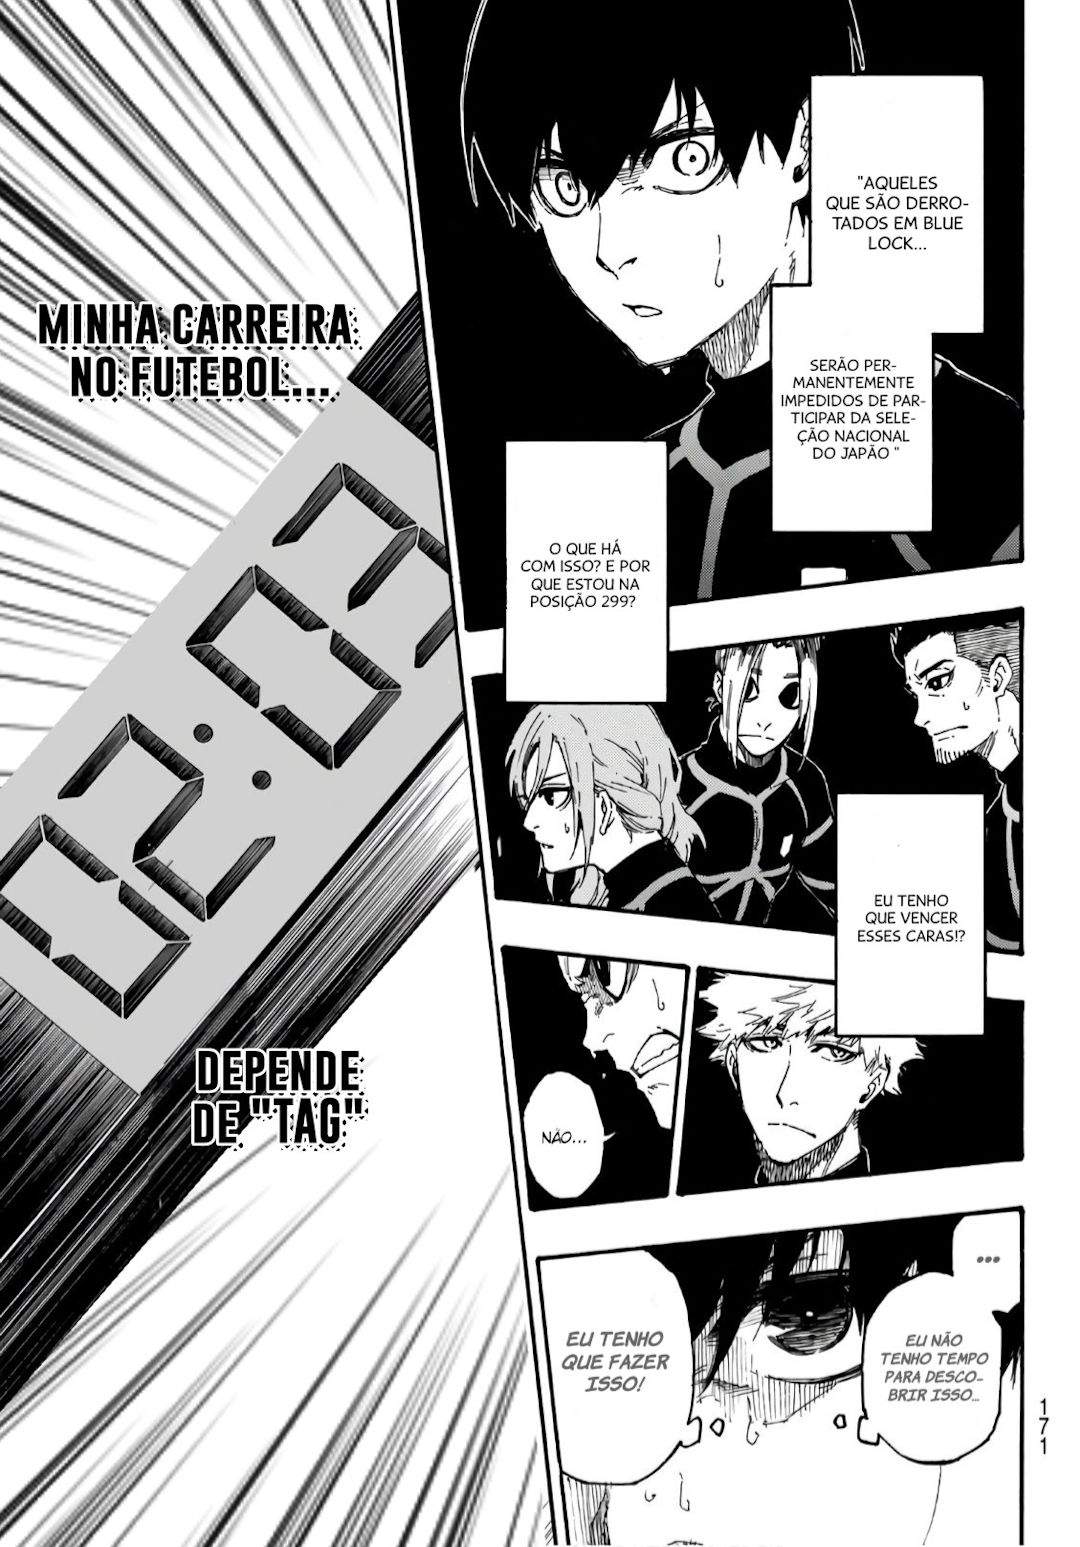 "AQUELES
QUE SÃO DERRO-
TADOS EM BLUE
LOCK...
SERÃO PER-
MANENTEMENTE
IMPEDIDOS DE PAR-
TICIPAR DA SELE-
ÇÃO NACIONAL
DO JAPÃO "
O QUE HÁ
COM ISSO? E POR
QUE ESTOU NA
POSIÇÃO 299?
EU TENHO
QUE VENCER
ESSES CARAS!?
NÃO...
...
EU NÃO
TENHO TEMPO
PARA DESCO-
BRIR ISSO...
EU TENHO
QUE FAZER
ISSO!
MINHA CARREIRA
NO FUTEBOL...
02:03
DEPENDE
DE "TAG"
171